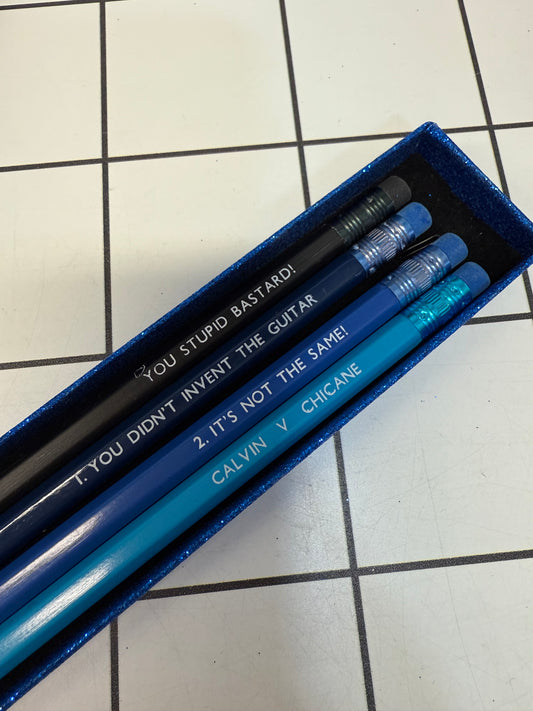 YOU STUPID BASTARD!
1. YOU DIDN'T INVENT THE GUITAR
2. IT'S NOT THE SAME!
CALVIN V CHICANE